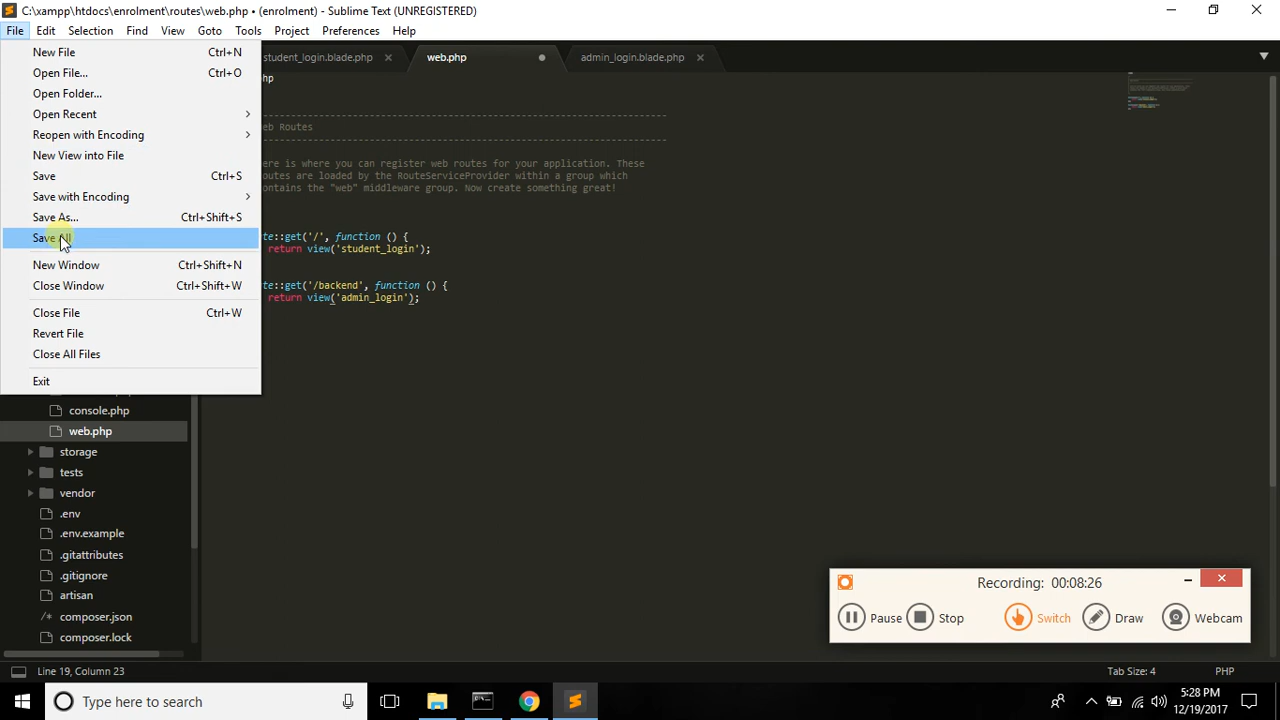 C:\xampp\htdocs\enrolment\routes\web.php • (enrolment) - Sublime Text (UNREGISTERED)
File Edit Selection Find View Goto Tools Project Preferences Help
New File Ctrl+N
Open File... Ctrl+O
Open Folder...
Open Recent
Reopen with Encoding
New View into File
Save Ctrl+S
Save with Encoding
Save As... Ctrl+Shift+S
Save All
New Window Ctrl+Shift+N
Close Window Ctrl+Shift+W
Close File Ctrl+W
Revert File
Close All Files
Exit
student_login.blade.php web.php admin_login.blade.php
hp
eb Routes
ere is where you can register web routes for your application. These
outes are loaded by the RouteServiceProvider within a group which
ontains the "web" middleware group. Now create something great!
te::get('/', function () {
return view('student_login');
te::get('/backend', function () {
return view('admin_login');
console.php
web.php
storage
tests
vendor
.env
.env.example
.gitattributes
.gitignore
artisan
/* composer.json
composer.lock
Recording: 00:08:26
Pause Stop Switch Draw Webcam
Line 19, Column 23 Tab Size: 4 PHP
Type here to search
5:28 PM
12/19/2017